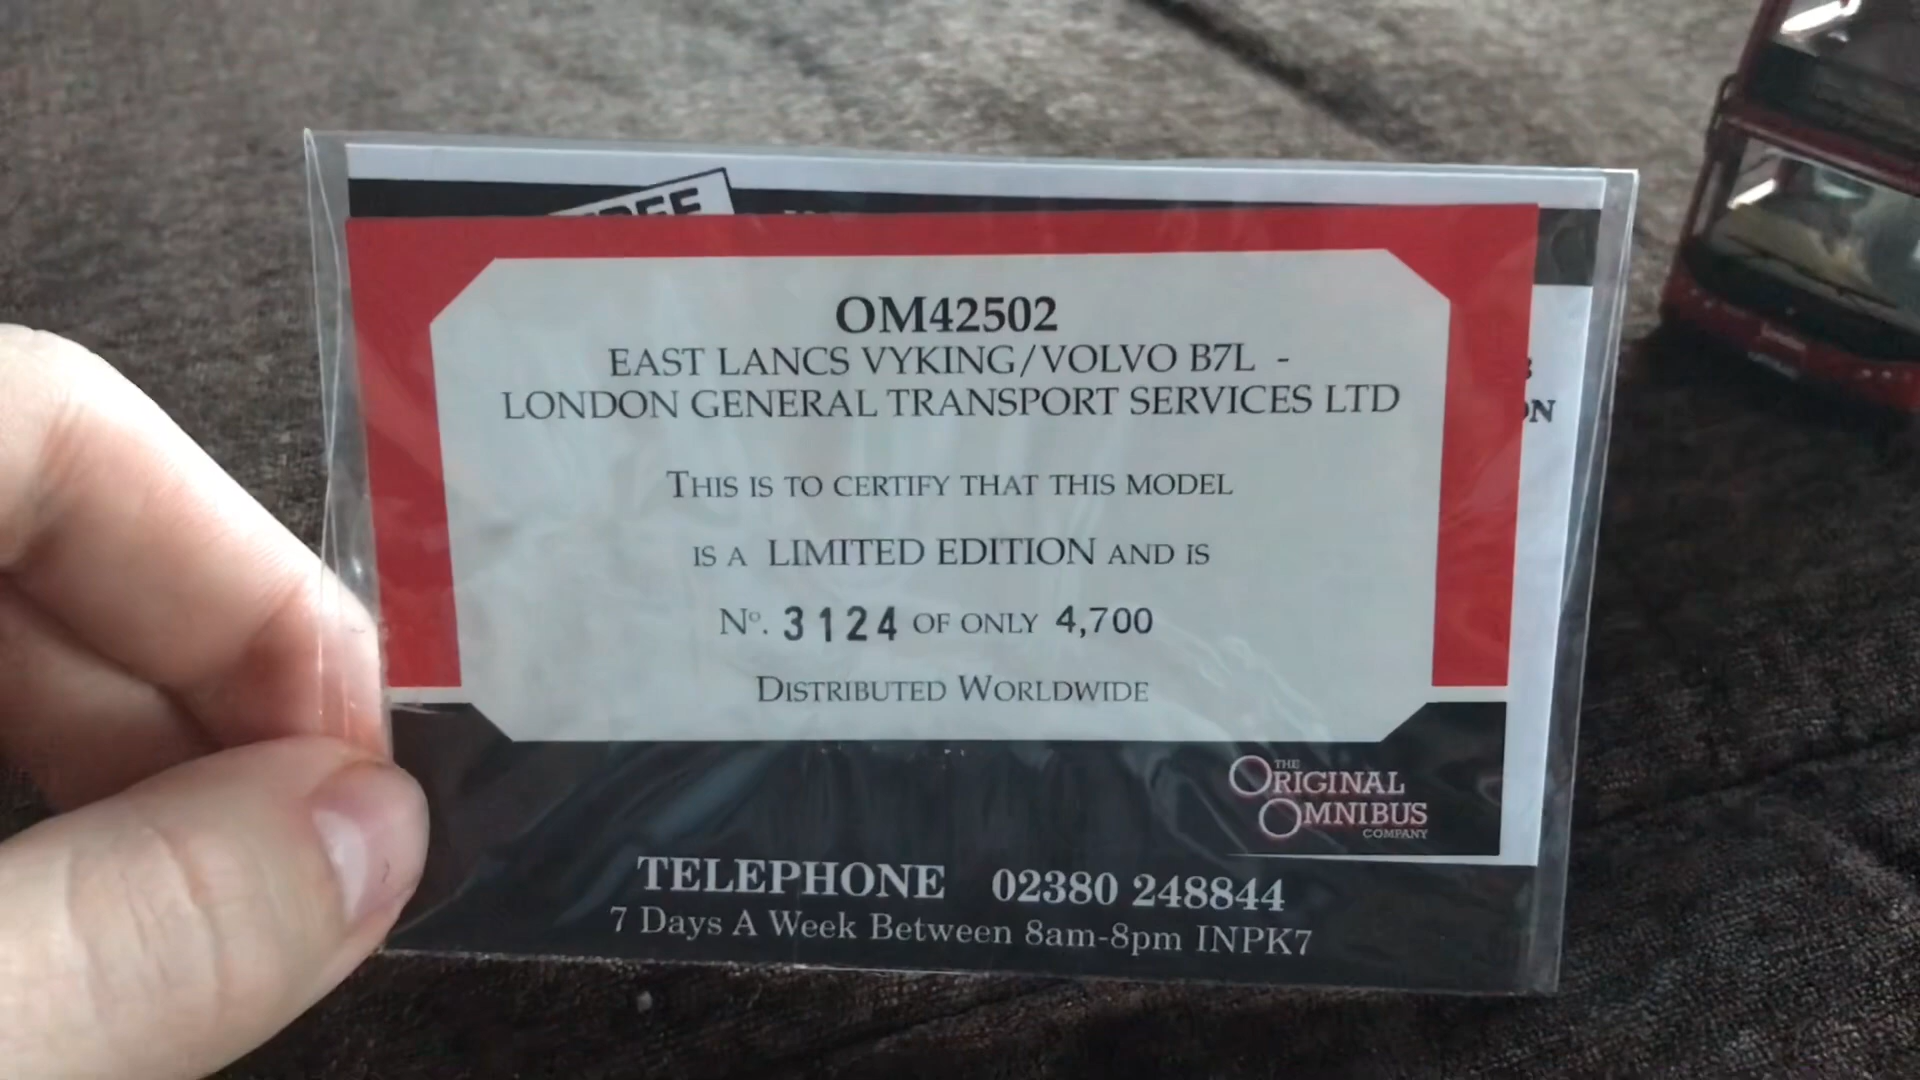 OM42502
EAST LANCS VYKING/VOLVO B7L -
LONDON GENERAL TRANSPORT SERVICES LTD
THIS IS TO CERTIFY THAT THIS MODEL
IS A LIMITED EDITION AND IS
Nº. 3124 OF ONLY 4,700
DISTRIBUTED WORLDWIDE
THE
ORIGINAL
OMNIBUS
COMPANY
TELEPHONE 02380 248844
7 Days A Week Between 8am-8pm INPK7